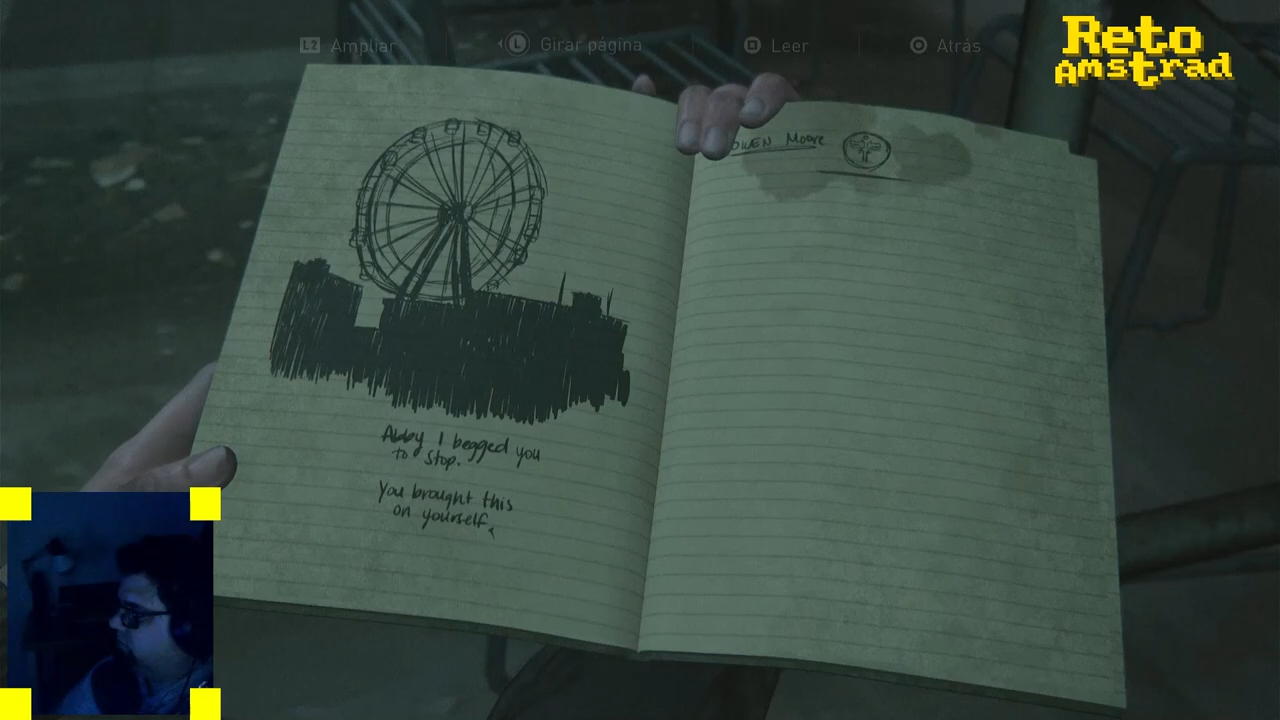 L2 Ampliar L Girar página Leer Atrás
Reto
Amstrad
OWEN Moore
Abby I begged you
to stop.
You brought this
on yourself.